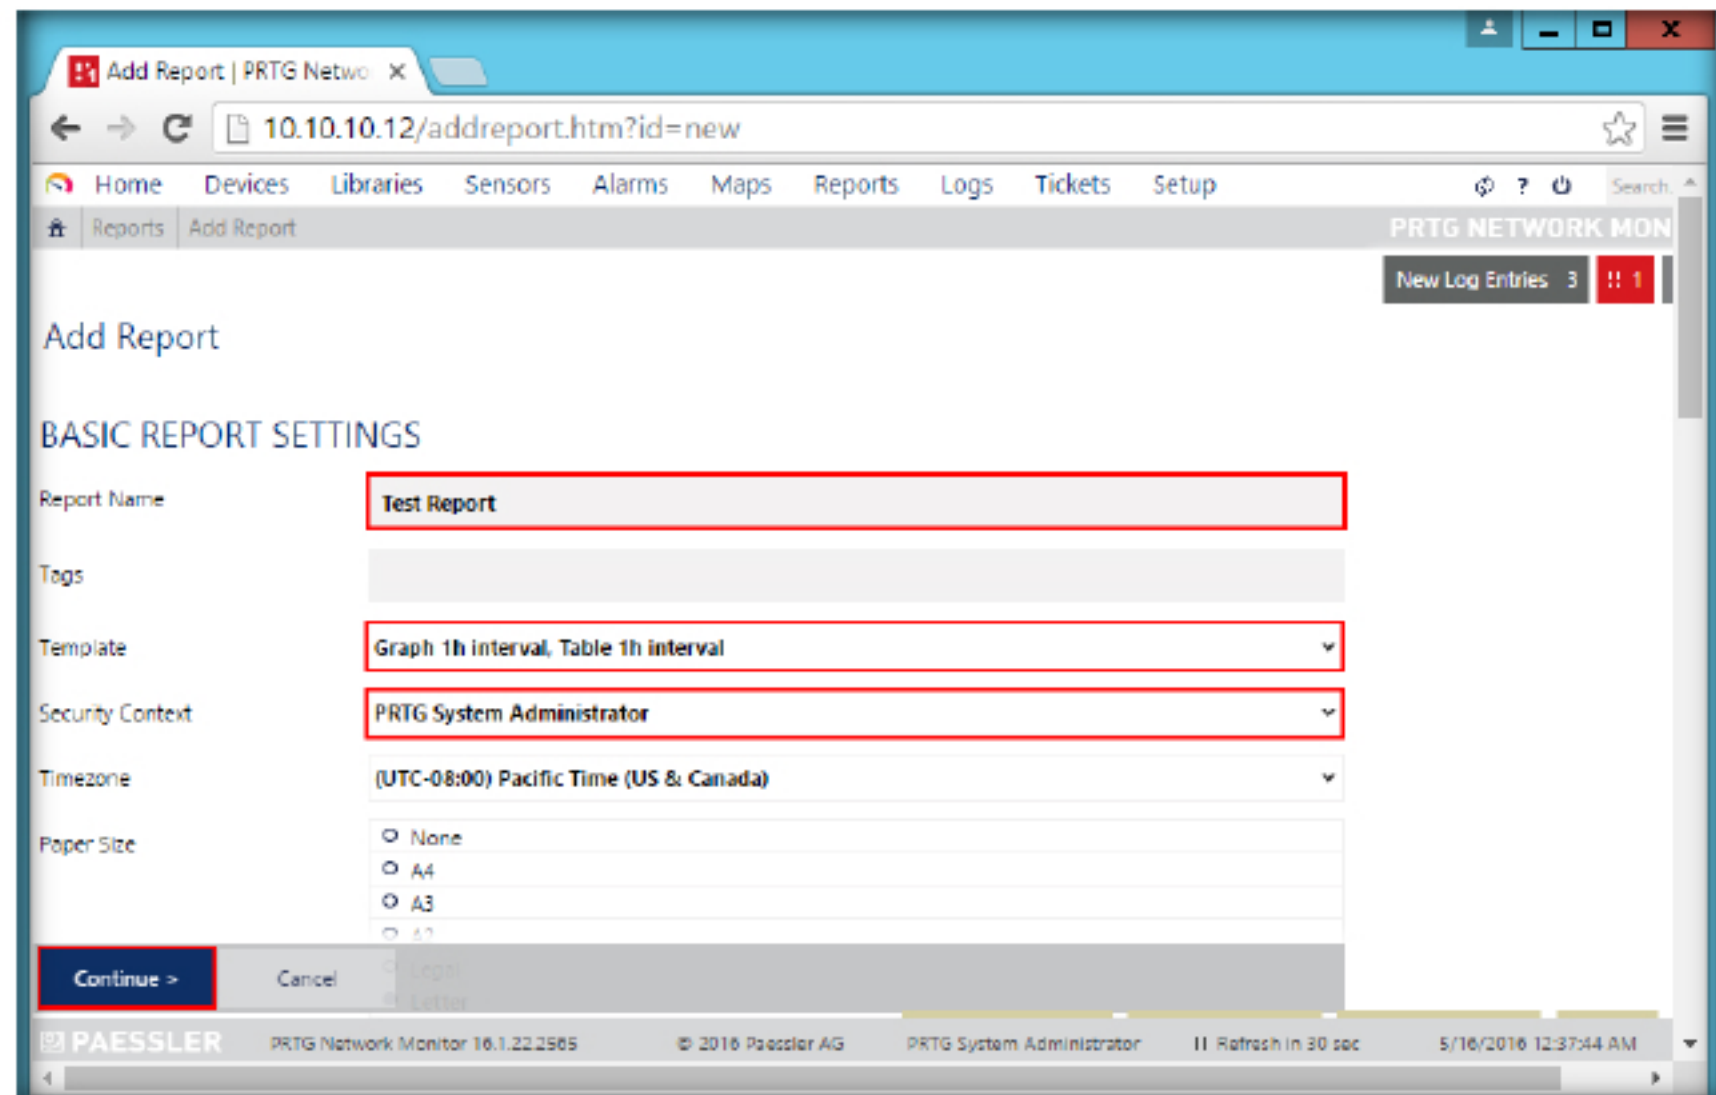 Add Report | PRTG Netwo
10.10.10.12/addreport.htm?id=new
Home Devices Libraries Sensors Alarms Maps Reports Logs Tickets Setup ? Search.
Reports Add Report PRTG NETWORK MON
New Log Entries 3 !! 1
Add Report
BASIC REPORT SETTINGS
Report Name Test Report
Tags
Template Graph 1h interval, Table 1h interval
Security Context PRTG System Administrator
Timezone (UTC-08:00) Pacific Time (US & Canada)
Paper Size None
A4
A3
A2
Legal
Continue > Cancel
Letter
PAESSLER PRTG Network Monitor 16.1.22.2565 © 2016 Paessler AG PRTG System Administrator Refresh in 30 sec 5/16/2016 12:37:44 AM